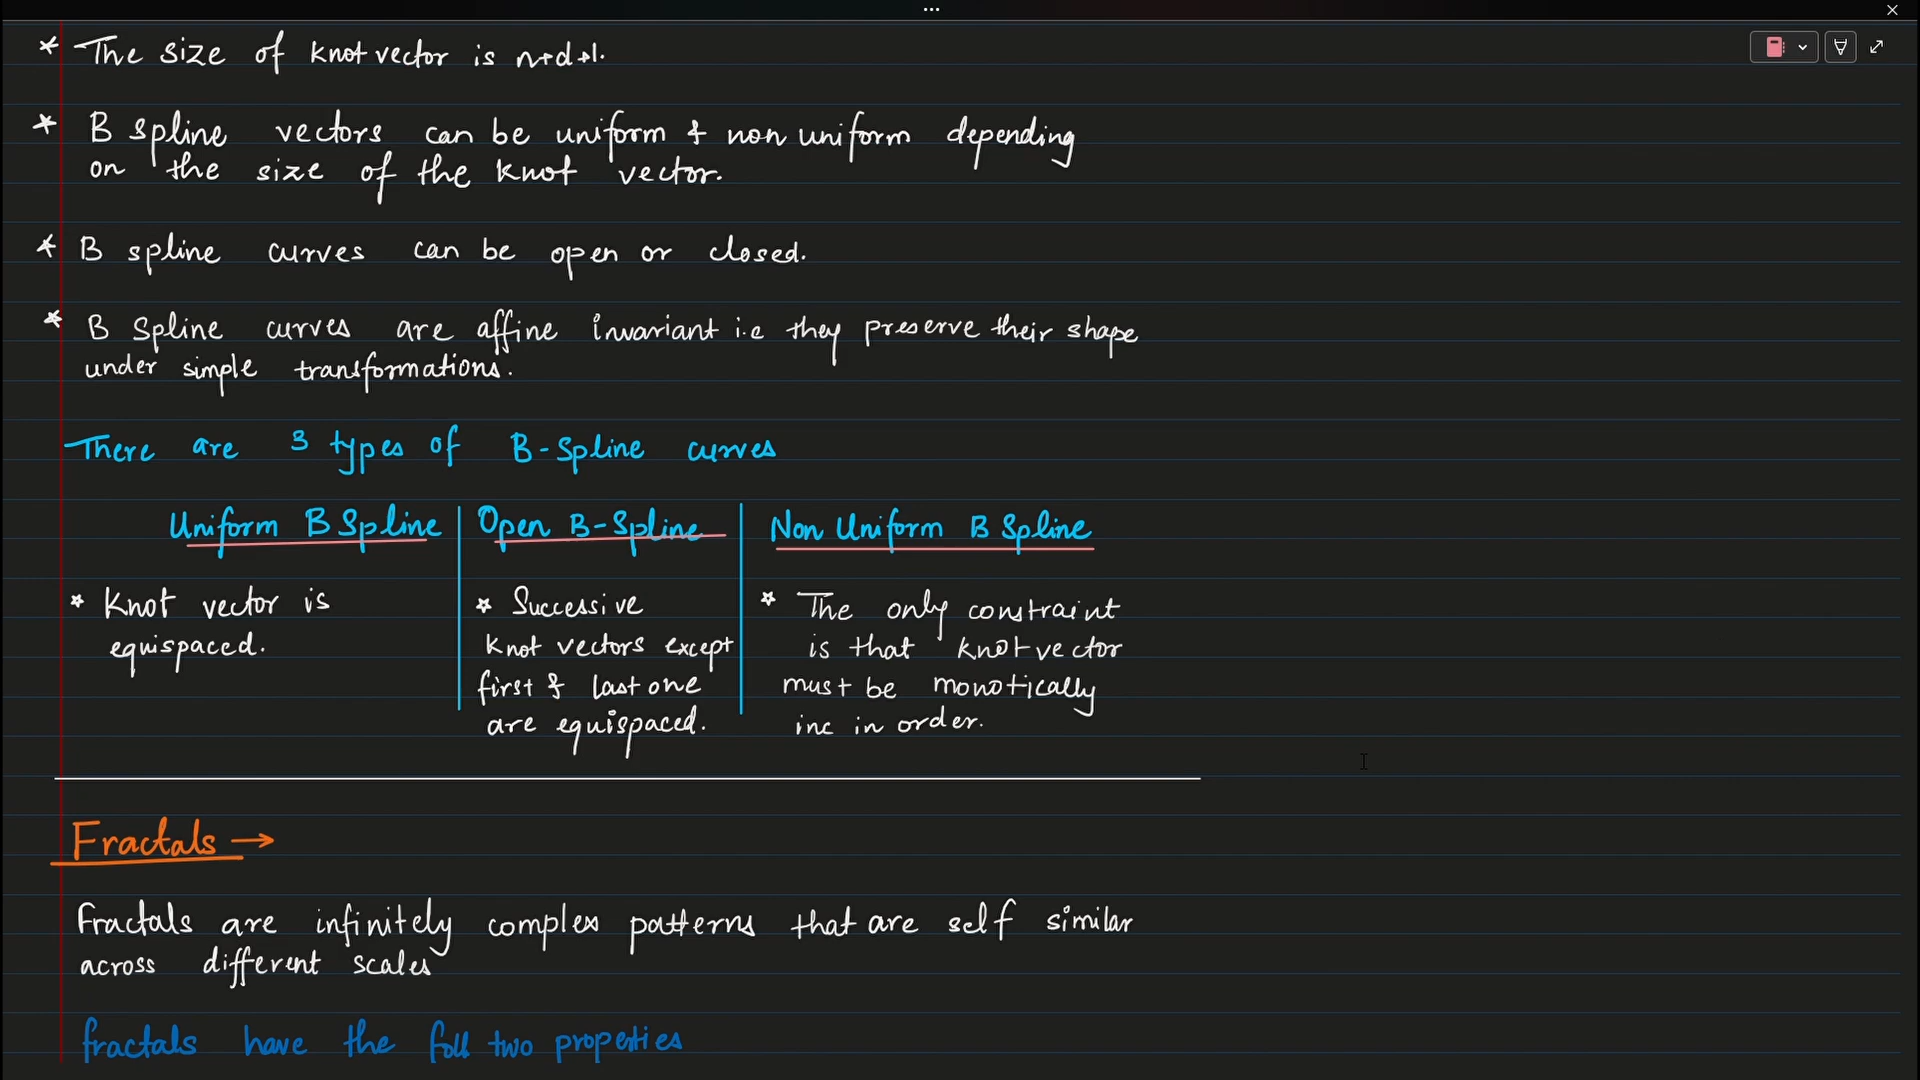 * The size of knot vector is n+d+1.
* B spline vectors can be uniform & non uniform depending
on the size of the knot vector.
* B spline curves can be open or closed.
* B Spline curves are affine invariant i.e they preserve their shape
under simple transformations.
There are 3 types of B-Spline curves
Uniform B Spline
* Knot vector is
equispaced.
Open B-Spline
* Successive
knot vectors except
first & last one
are equispaced.
Non Uniform B Spline
* The only constraint
is that knot vector
must be monotically
inc in order.
Fractals →
Fractals are infinitely complex patterns that are self similar
across different scales
fractals have the foll two properties